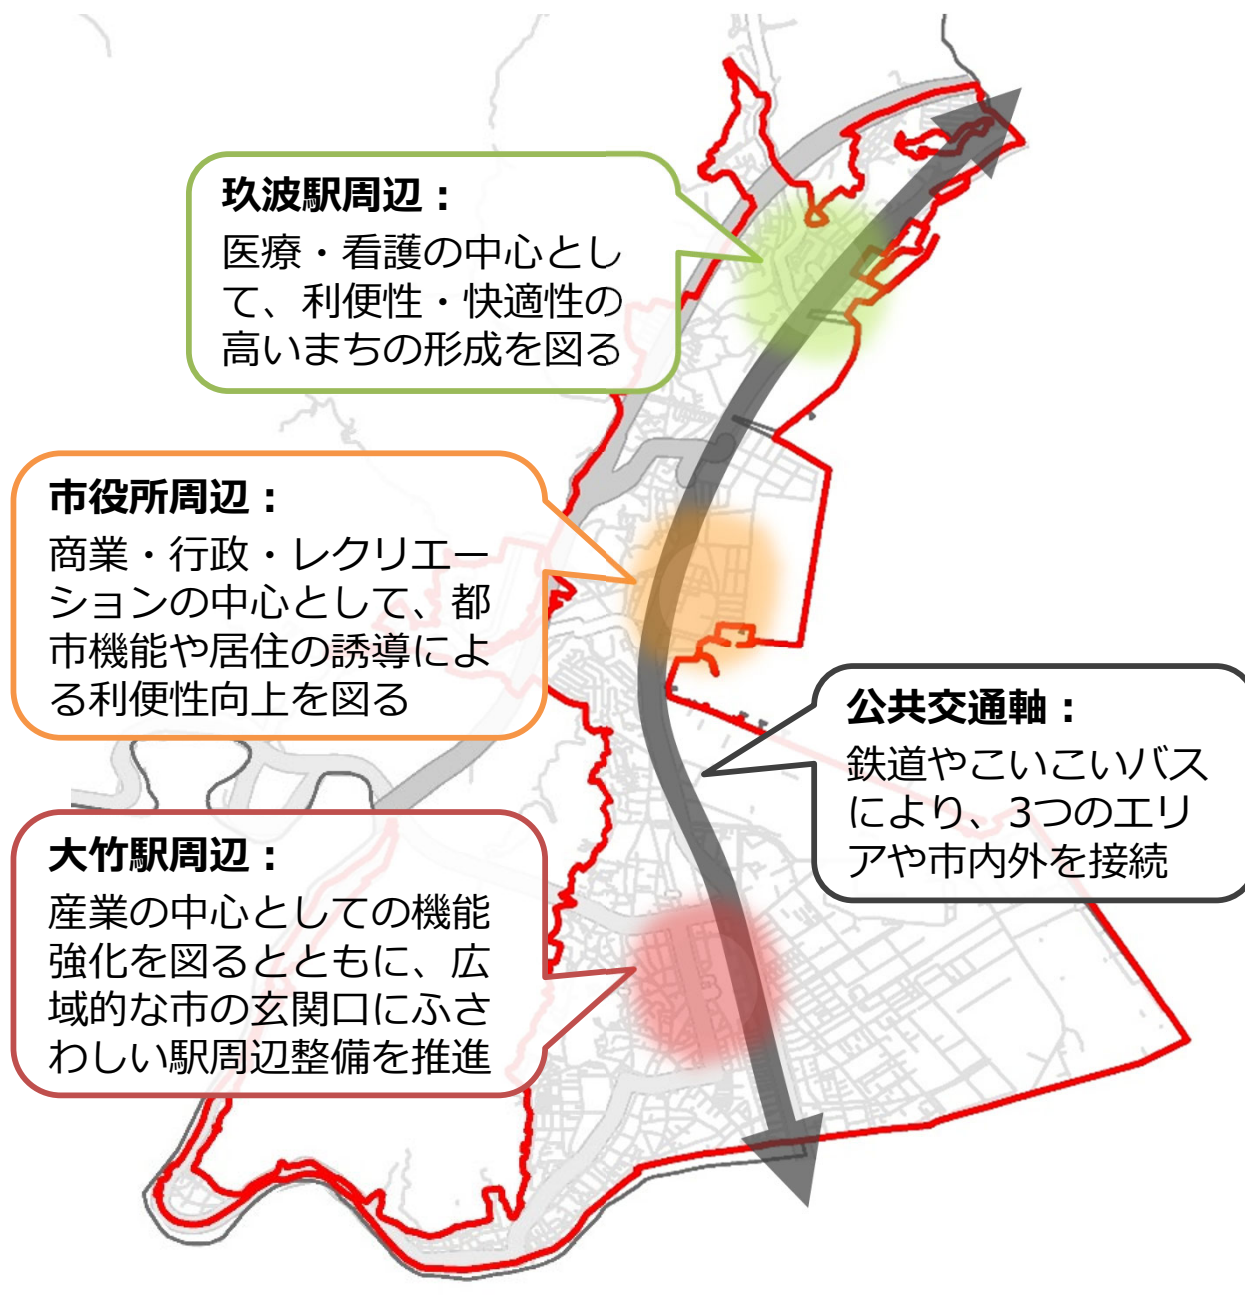 玖波駅周辺：
医療・看護の中心とし
て、利便性・快適性の
高いまちの形成を図る
市役所周辺：
商業・行政・レクリエー
ションの中心として、都
市機能や居住の誘導によ
る利便性向上を図る
公共交通軸：
鉄道やこいこいバス
により、3つのエリ
アや市内外を接続
大竹駅周辺：
産業の中心としての機能
強化を図るとともに、広
域的な市の玄関口にふさ
わしい駅周辺整備を推進